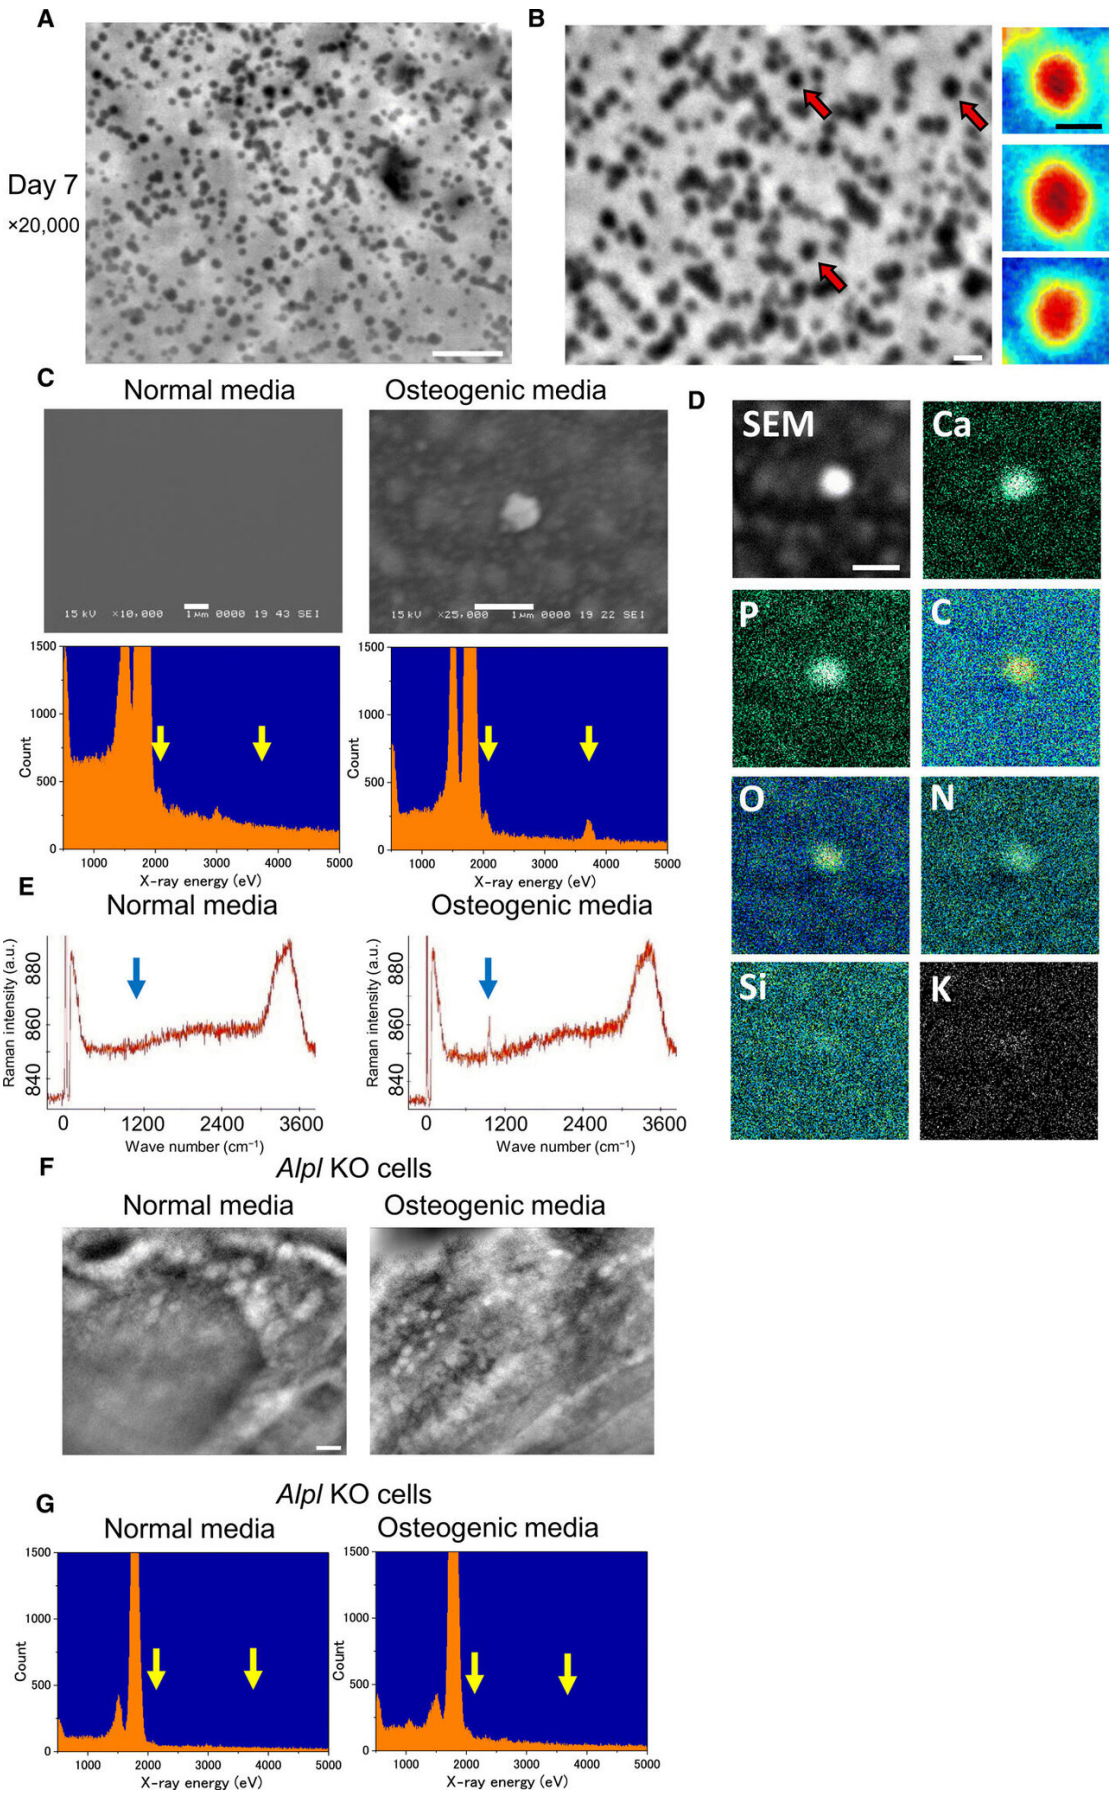 A
B
Day 7
×20,000
C
Normal media
Osteogenic media
15 kV ×10,000 1μm 0000 19 43 SEI
15 kV ×25,000 1μm 0000 19 22 SEI
1500
1000
500
0
Count
1000 2000 3000 4000 5000
X-ray energy (eV)
1500
1000
500
0
Count
1000 2000 3000 4000 5000
X-ray energy (eV)
D
SEM
Ca
P
C
O
N
Si
K
E
Normal media
Osteogenic media
Raman intensity (a.u.)
880
860
840
0 1200 2400 3600
Wave number (cm⁻¹)
Raman intensity (a.u.)
880
860
840
0 1200 2400 3600
Wave number (cm⁻¹)
F
Alpl KO cells
Normal media
Osteogenic media
G
Alpl KO cells
Normal media
Osteogenic media
1500
1000
500
0
Count
1000 2000 3000 4000 5000
X-ray energy (eV)
1500
1000
500
0
Count
1000 2000 3000 4000 5000
X-ray energy (eV)